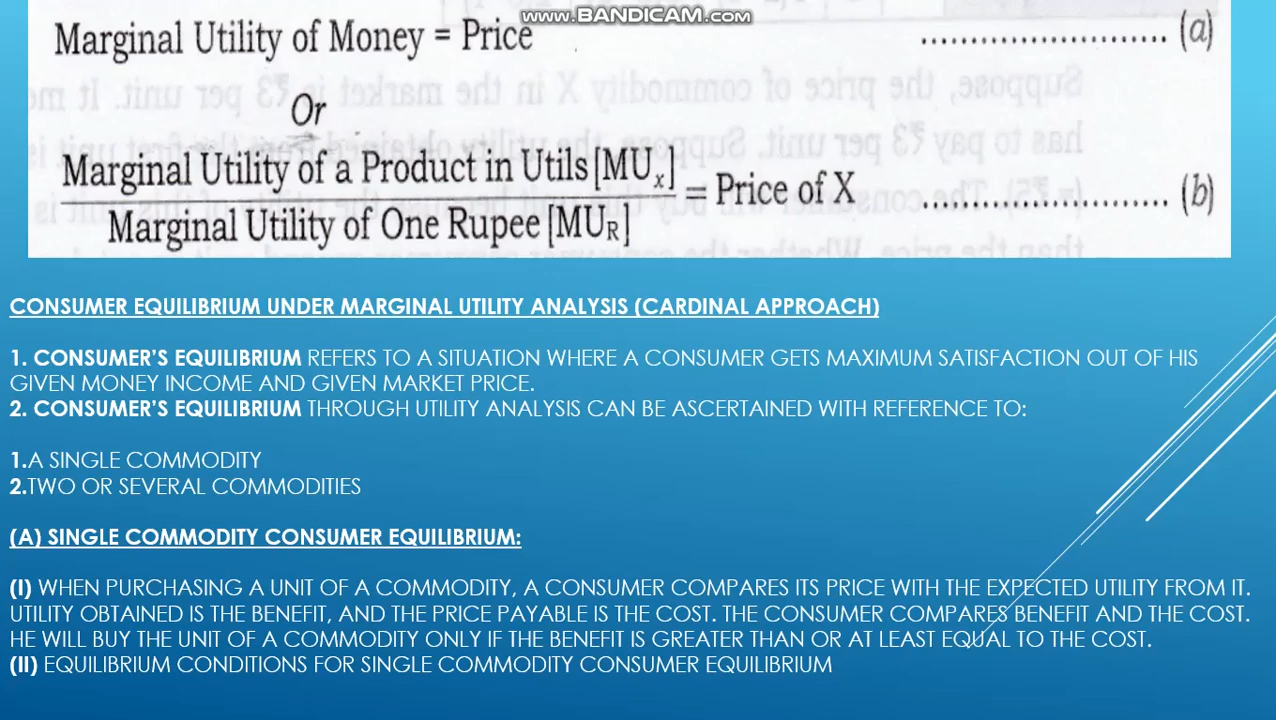 www.BANDICAM.com
Marginal Utility of Money = Price ......................... (a)
Or
Marginal Utility of a Product in Utils [MUx]
= Price of X ......................... (b)
Marginal Utility of One Rupee [MUR]
CONSUMER EQUILIBRIUM UNDER MARGINAL UTILITY ANALYSIS (CARDINAL APPROACH)
1. CONSUMER’S EQUILIBRIUM REFERS TO A SITUATION WHERE A CONSUMER GETS MAXIMUM SATISFACTION OUT OF HIS
GIVEN MONEY INCOME AND GIVEN MARKET PRICE.
2. CONSUMER’S EQUILIBRIUM THROUGH UTILITY ANALYSIS CAN BE ASCERTAINED WITH REFERENCE TO:
1.A SINGLE COMMODITY
2.TWO OR SEVERAL COMMODITIES
(A) SINGLE COMMODITY CONSUMER EQUILIBRIUM:
(I) WHEN PURCHASING A UNIT OF A COMMODITY, A CONSUMER COMPARES ITS PRICE WITH THE EXPECTED UTILITY FROM IT.
UTILITY OBTAINED IS THE BENEFIT, AND THE PRICE PAYABLE IS THE COST. THE CONSUMER COMPARES BENEFIT AND THE COST.
HE WILL BUY THE UNIT OF A COMMODITY ONLY IF THE BENEFIT IS GREATER THAN OR AT LEAST EQUAL TO THE COST.
(II) EQUILIBRIUM CONDITIONS FOR SINGLE COMMODITY CONSUMER EQUILIBRIUM